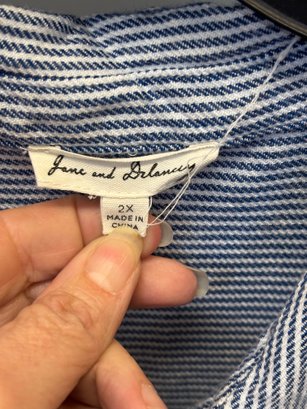 Jane and Delancey
2X
MADE IN
CHINA